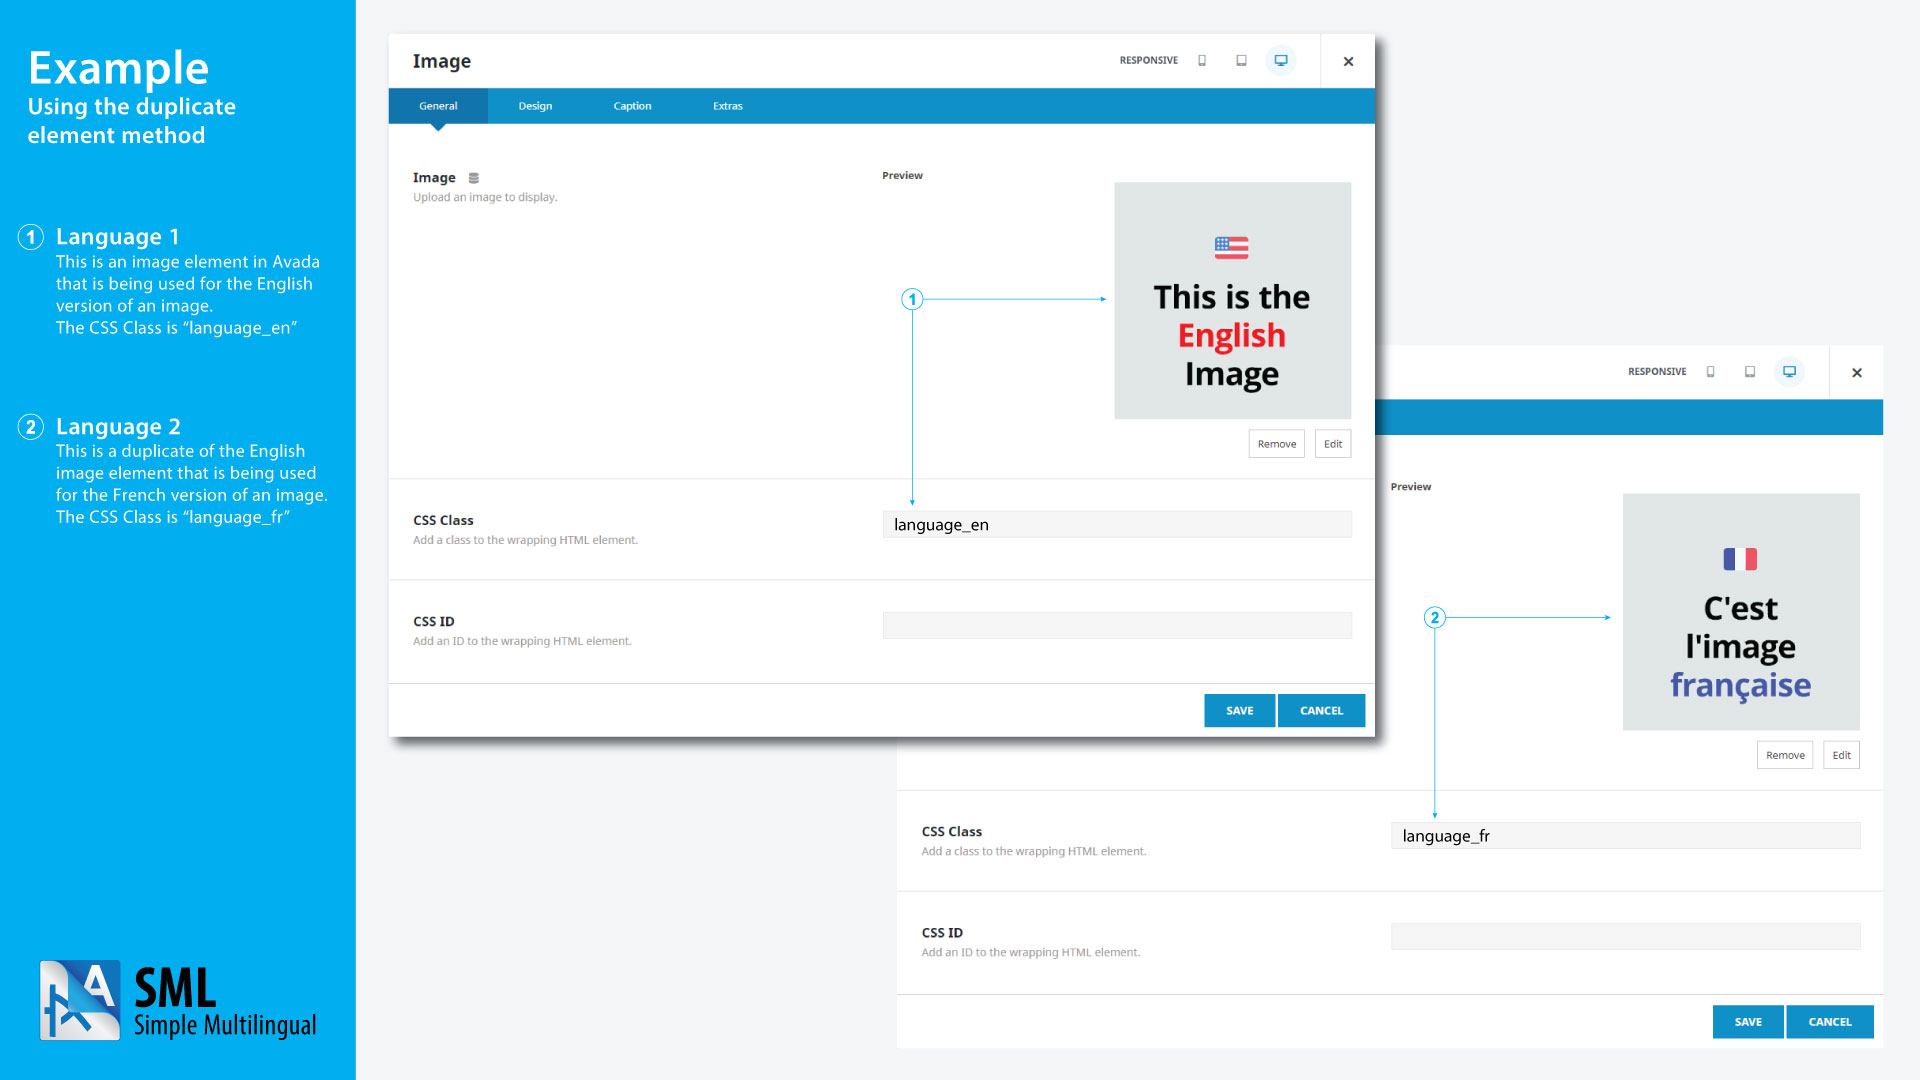 Example
Using the duplicate
element method
1 Language 1
This is an image element in Avada
that is being used for the English
version of an image.
The CSS Class is “language_en”
2 Language 2
This is a duplicate of the English
image element that is being used
for the French version of an image.
The CSS Class is “language_fr”
A
SML
Simple Multilingual
Image
RESPONSIVE
General Design Caption Extras
Image
Upload an image to display.
Preview
This is the
English
Image
1
Remove Edit
CSS Class
Add a class to the wrapping HTML element.
language_en
CSS ID
Add an ID to the wrapping HTML element.
SAVE CANCEL
RESPONSIVE
Preview
C'est
l'image
française
2
Remove Edit
CSS Class
Add a class to the wrapping HTML element.
language_fr
CSS ID
Add an ID to the wrapping HTML element.
SAVE CANCEL